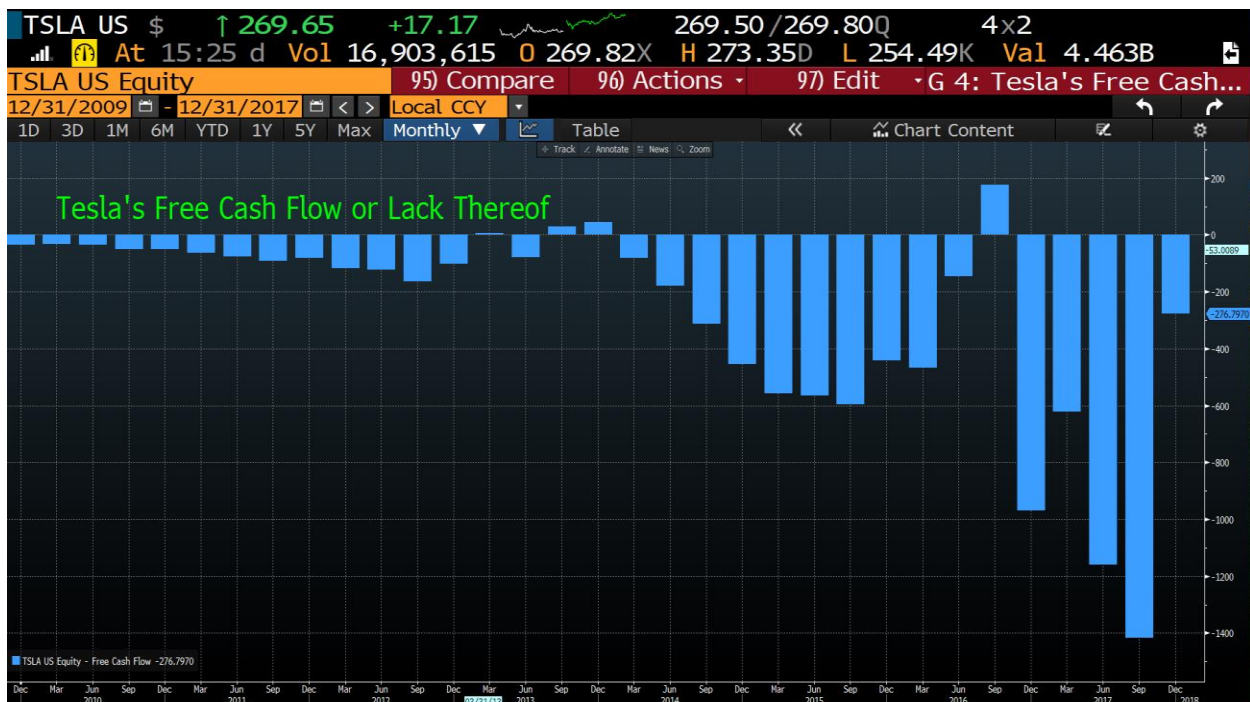 TSLA US $ ↑ 269.65 +17.17 269.50/269.80Q 4x2
At 15:25 d Vol 16,903,615 O 269.82X H 273.35D L 254.49K Val 4.463B
TSLA US Equity 95) Compare 96) Actions 97) Edit G 4: Tesla's Free Cash...
12/31/2009 - 12/31/2017 < > Local CCY
1D 3D 1M 6M YTD 1Y 5Y Max Monthly ▼ Table « Chart Content
+ Track Annotate News Zoom
Tesla's Free Cash Flow or Lack Thereof
200
0
-53.0089
-200
-276.7970
-400
-600
-800
-1000
-1200
-1400
TSLA US Equity - Free Cash Flow -276.7970
Dec Mar Jun Sep Dec Mar Jun Sep Dec Mar Jun Sep Dec Mar Jun Sep Dec Mar Jun Sep Dec Mar Jun Sep Dec Mar Jun Sep Dec Mar Jun Sep Dec
2010 2011 2012 2013 2014 2015 2016 2017 2018